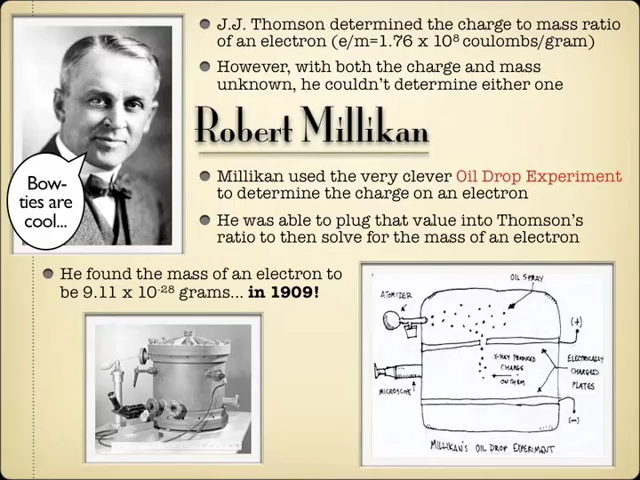 J.J. Thomson determined the charge to mass ratio
of an electron (e/m=1.76 x 10⁸ coulombs/gram)
However, with both the charge and mass
unknown, he couldn't determine either one
Robert Millikan
Bow-
ties are
cool...
Millikan used the very clever Oil Drop Experiment
to determine the charge on an electron
He was able to plug that value into Thomson's
ratio to then solve for the mass of an electron
He found the mass of an electron to
be 9.11 x 10⁻²⁸ grams... in 1909!
OIL SPRAY
ATOMIZER
(+)
X-RAY PRODUCED
CHARGE
ON THEM
ELECTRICALLY
CHARGED
PLATES
MICROSCOPE
(−)
MILLIKAN'S OIL DROP EXPERIMENT